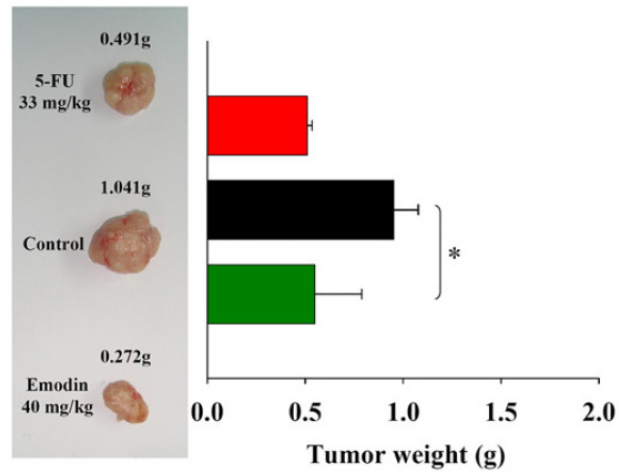 0.491g
5-FU
33 mg/kg
1.041g
Control
0.272g
Emodin
40 mg/kg
*
0.0 0.5 1.0 1.5 2.0
Tumor weight (g)